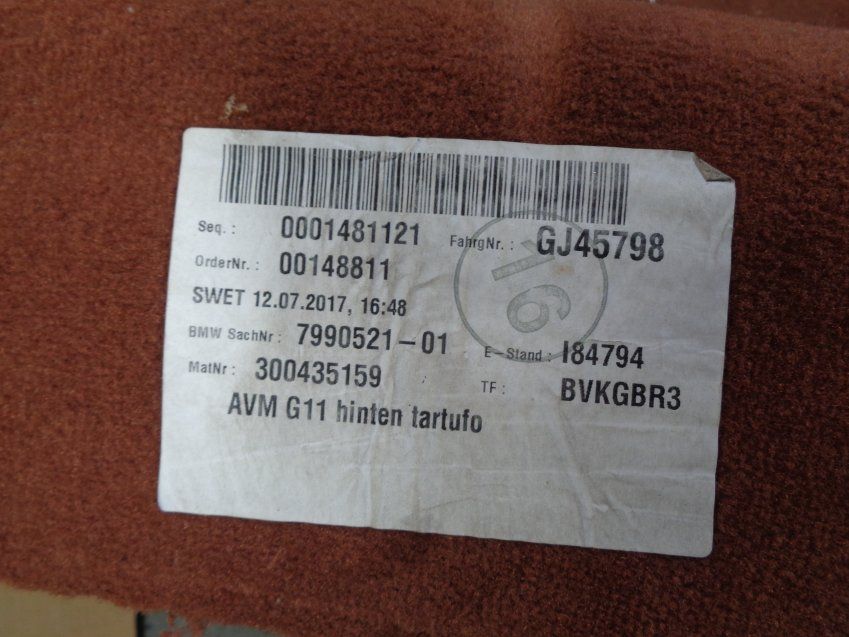 Seq. : 0001481121 FahrgNr. : GJ45798
OrderNr. : 00148811
SWET 12.07.2017, 16:48
BMW SachNr : 7990521-01 E-Stand : I84794
MatNr : 300435159 TF : BVKGBR3
AVM G11 hinten tartufo
16